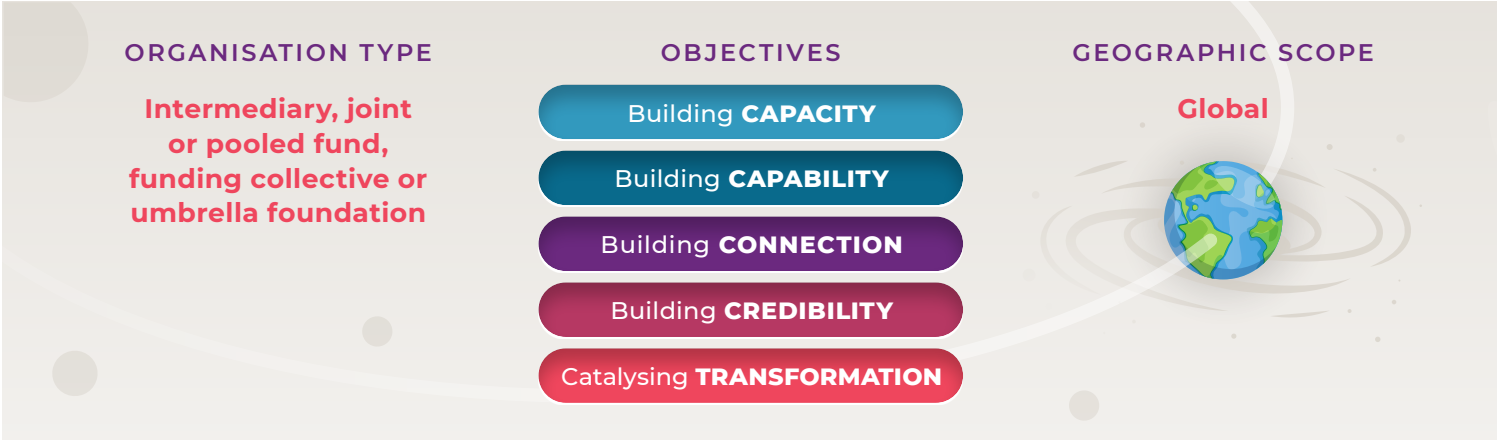 ORGANISATION TYPE
Intermediary, joint
or pooled fund,
funding collective or
umbrella foundation
OBJECTIVES
Building CAPACITY
Building CAPABILITY
Building CONNECTION
Building CREDIBILITY
Catalysing TRANSFORMATION
GEOGRAPHIC SCOPE
Global